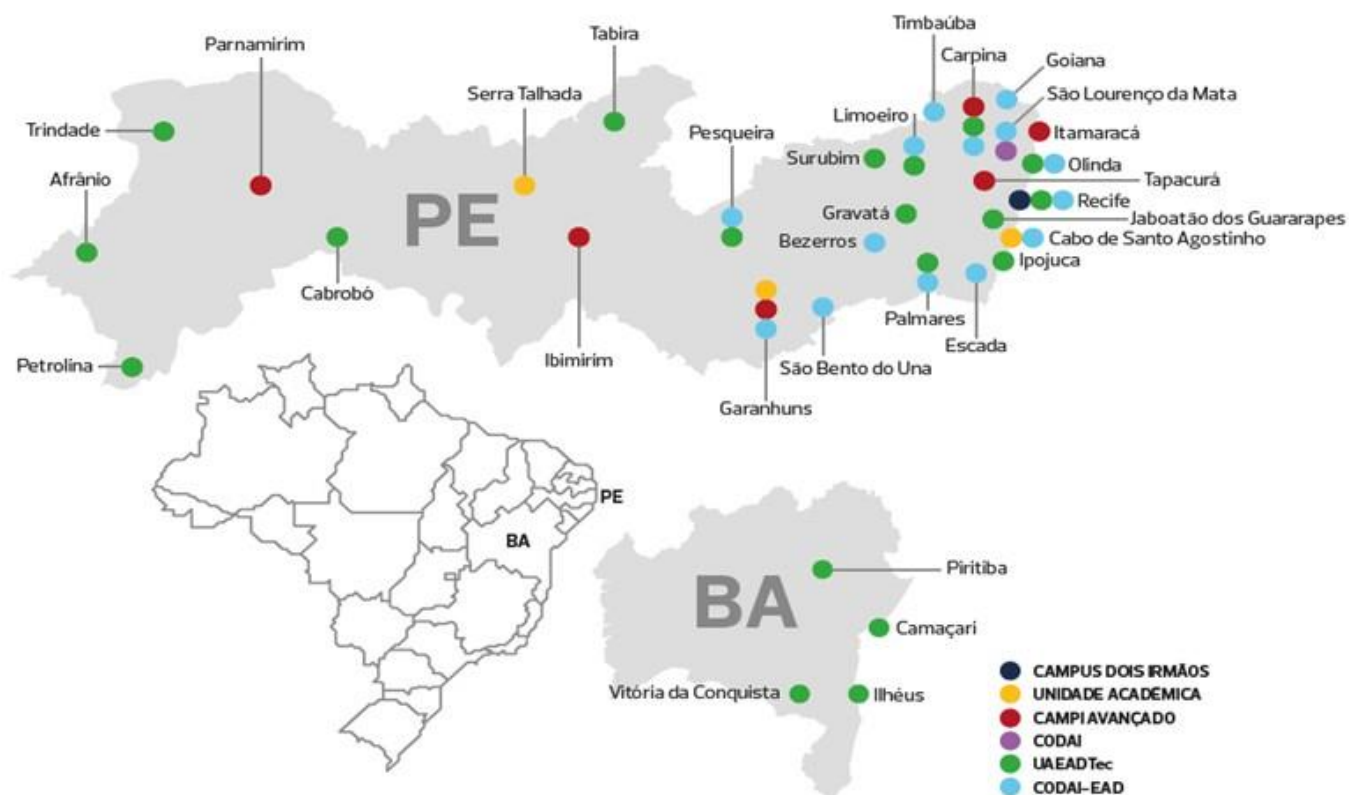 Timbaúba
Tabira
Carpina
Parnamirim
Goiana
Serra Talhada
São Lourenço da Mata
Limoeiro
Trindade
Pesqueira
Itamaracá
Surubim
Olinda
Afrânio
Tapacurá
Recife
PE
Gravatá
Jaboatão dos Guararapes
Bezerros
Cabo de Santo Agostinho
Ipojuca
Cabrobó
Palmares
Escada
Petrolina
Ibimirim
São Bento do Una
Garanhuns
PE
BA
Piritiba
BA
Camaçari
CAMPUS DOIS IRMÃOS
Vitória da Conquista
Ilhéus
UNIDADE ACADÊMICA
CAMPI AVANÇADO
CODAI
UAEADTec
CODAI-EAD